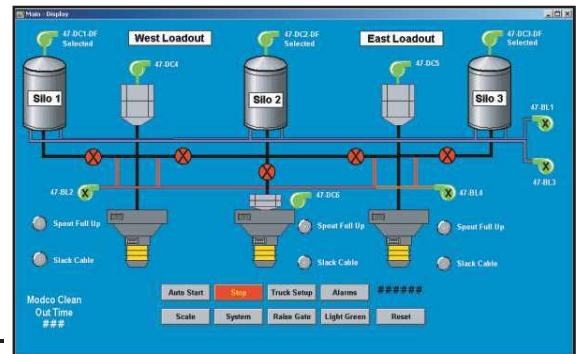 Main - Display
47-DC1-DF
Selected
West Loadout
47-DC2-DF
Selected
East Loadout
47-DC3-DF
Selected
47-DC4
47-DC5
Silo 1
Silo 2
Silo 3
47-BL1
X
X
X
X
X
X
47-BL3
X
47-BL2
X
47-DC6
X
47-BL4
Spout Full Up
Spout Full Up
Spout Full Up
Slack Cable
Slack Cable
Slack Cable
Modco Clean
Out Time
###
Auto Start
Stop
Truck Setup
Alarms
######
Scale
System
Raise Gate
Light Green
Reset